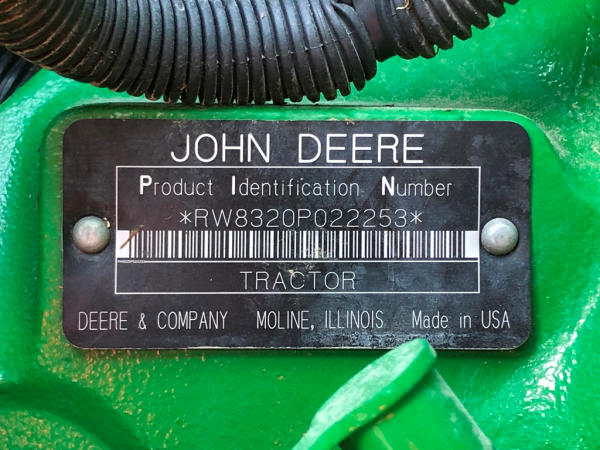 JOHN DEERE
Product Identification Number
*RW8320P022253*
TRACTOR
DEERE & COMPANY MOLINE, ILLINOIS Made in USA